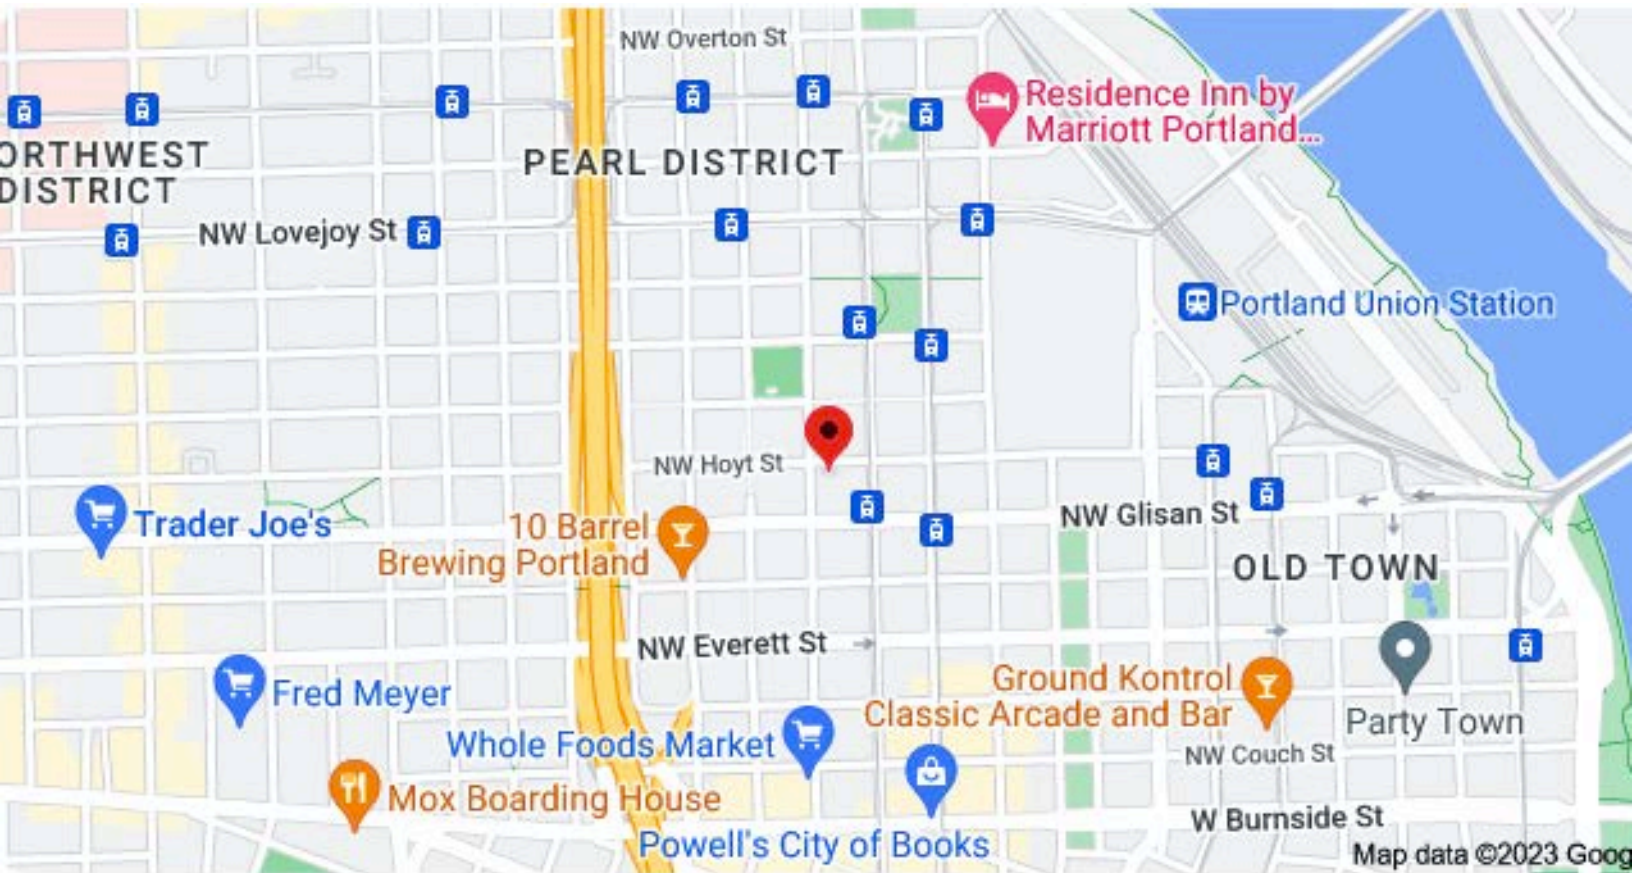 NW Overton St
Residence Inn by
Marriott Portland...
ORTHWEST
DISTRICT
PEARL DISTRICT
NW Lovejoy St
Portland Union Station
NW Hoyt St
Trader Joe's
10 Barrel
Brewing Portland
NW Glisan St
OLD TOWN
NW Everett St
Fred Meyer
Ground Kontrol
Classic Arcade and Bar
Party Town
Whole Foods Market
NW Couch St
Mox Boarding House
Powell's City of Books
W Burnside St
Map data ©2023 Goog